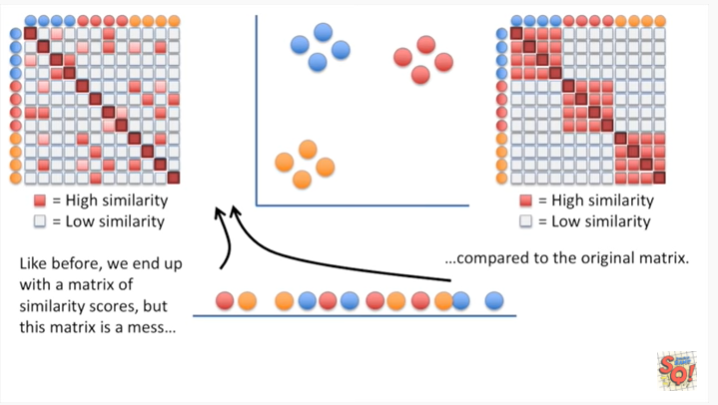 = High similarity
= Low similarity
Like before, we end up
with a matrix of
similarity scores, but
this matrix is a mess...
= High similarity
= Low similarity
...compared to the original matrix.
SO!